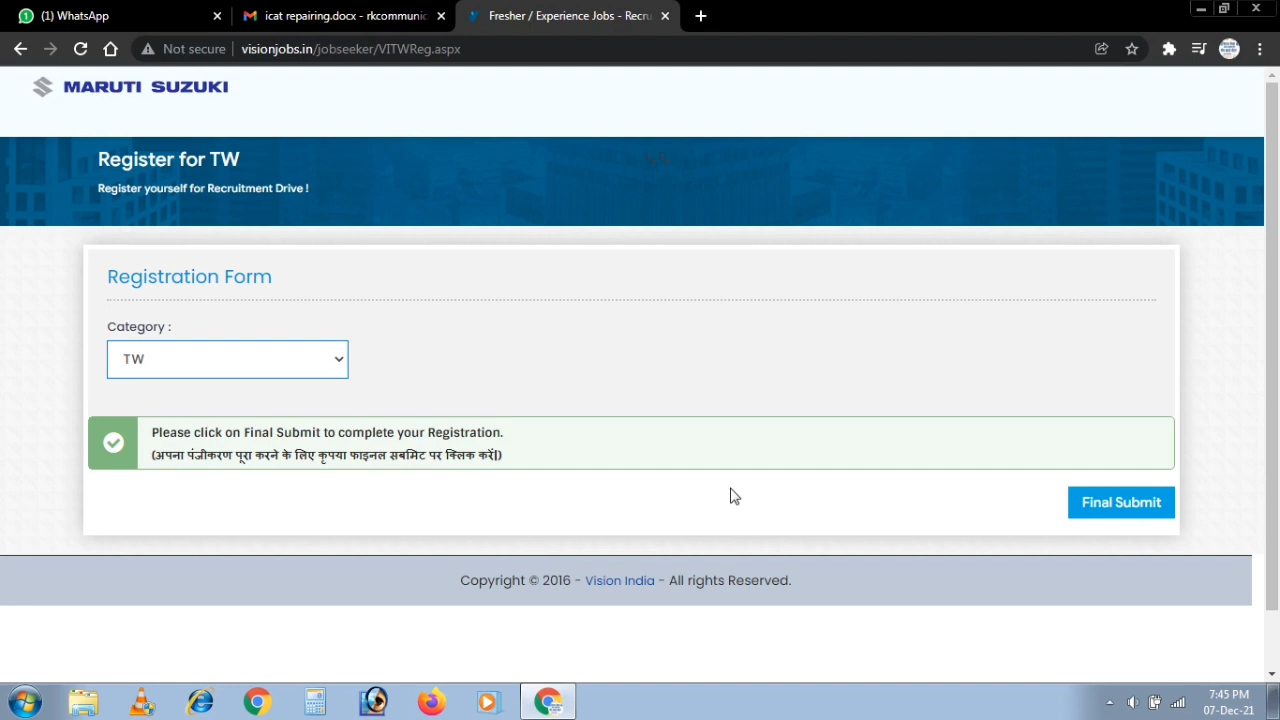 (1) WhatsApp
icat repairing.docx - rkcommunic
Fresher / Experience Jobs - Recru
Not secure
visionjobs.in/jobseeker/VITWReg.aspx
MARUTI SUZUKI
Register for TW
Register yourself for Recruitment Drive !
Registration Form
Category :
TW
Please click on Final Submit to complete your Registration.
(अपना पंजीकरण पूरा करने के लिए कृपया फाइनल सबमिट पर क्लिक करें|)
Final Submit
Copyright © 2016 - Vision India - All rights Reserved.
7:45 PM
07-Dec-21